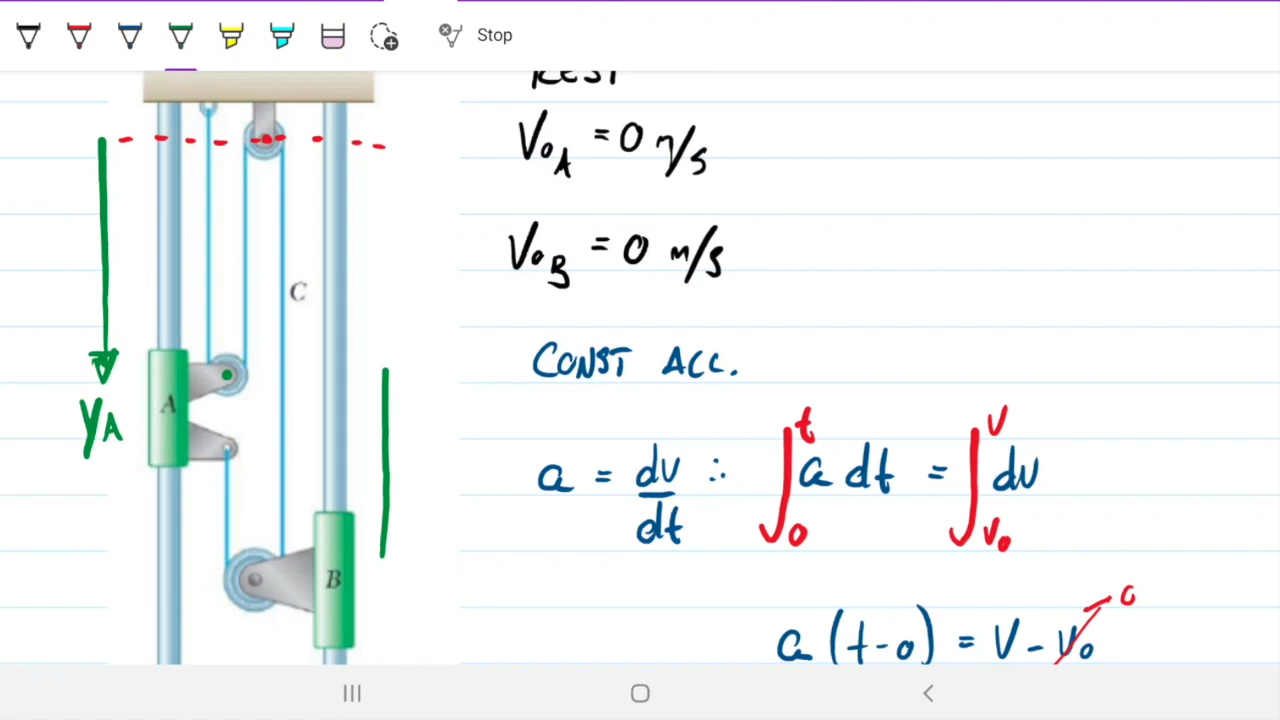 Stop
REST
V₀A = 0 m/s
V₀B = 0 m/s
C
CONST ACC.
A
yA
a = dv/dt ∴ ∫₀ᵗ a dt = ∫ᵥ₀ᵛ dv
B
a (t-0) = V - V₀ 0